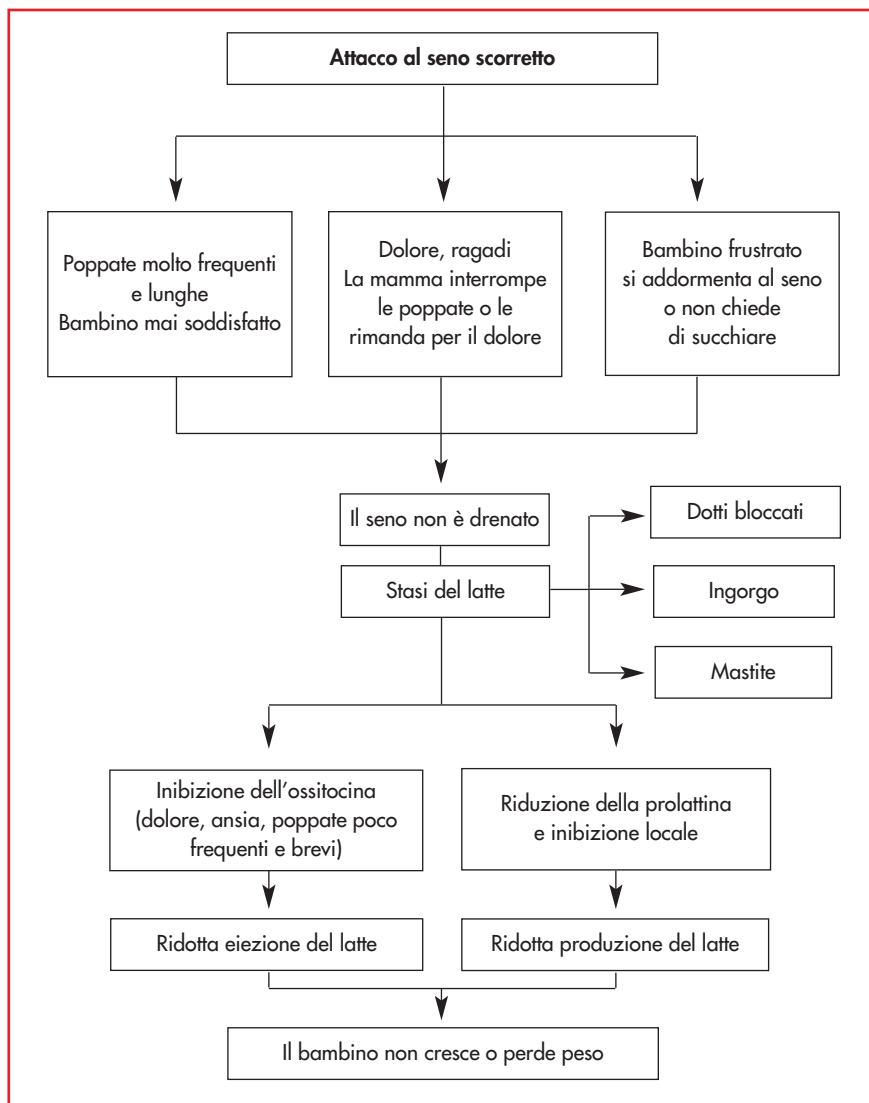 Attacco al seno scorretto
Poppate molto frequenti
e lunghe
Bambino mai soddisfatto
Dolore, ragadi
La mamma interrompe
le poppate o le
rimanda per il dolore
Bambino frustrato
si addormenta al seno
o non chiede
di succhiare
Il seno non è drenato
Stasi del latte
Dotti bloccati
Ingorgo
Mastite
Inibizione dell'ossitocina
(dolore, ansia, poppate poco
frequenti e brevi)
Riduzione della prolattina
e inibizione locale
Ridotta eiezione del latte
Ridotta produzione del latte
Il bambino non cresce o perde peso